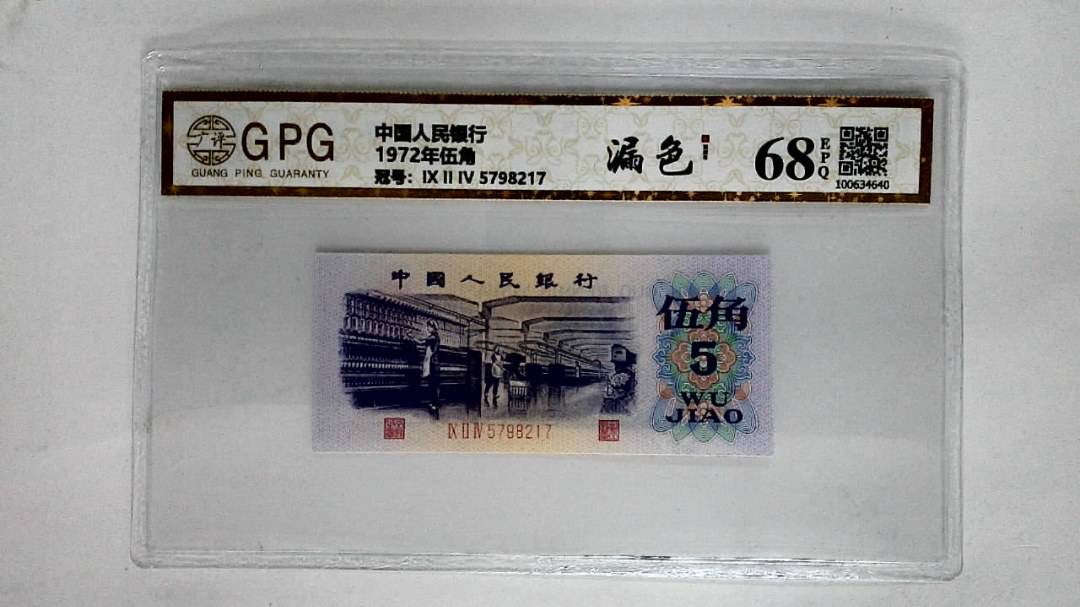 GPG
GUANG PING GUARANTY
中国人民银行
1972年伍角
冠号：IX II IV 5798217
漏色
68
EPQ
100634640
中國人民銀行
伍角
5
WU
JIAO
IX II IV 5798217